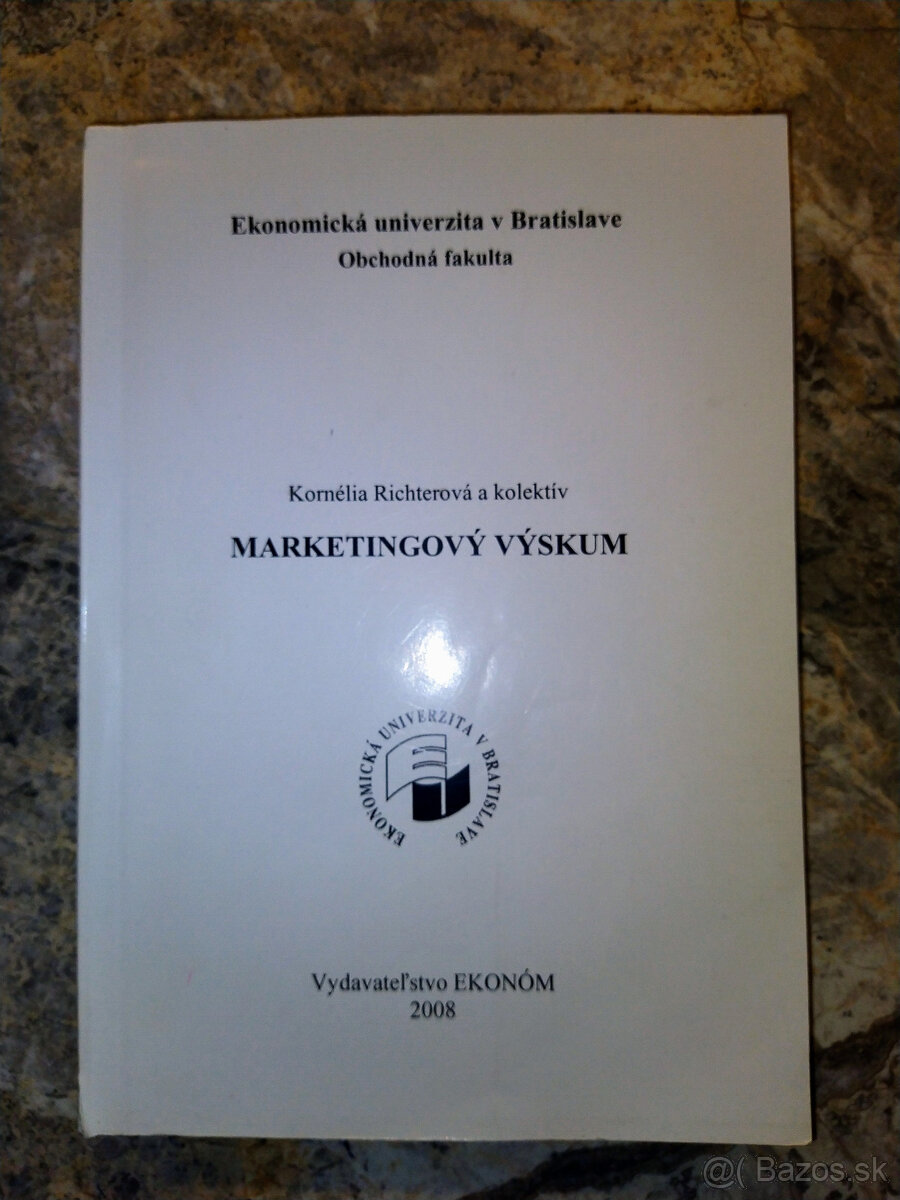 Ekonomická univerzita v Bratislave
Obchodná fakulta
Kornélia Richterová a kolektív
MARKETINGOVÝ VÝSKUM
EKONOMICKÁ UNIVERZITA V BRATISLAVE
Vydavateľstvo EKONÓM
2008
@( Bazos.sk